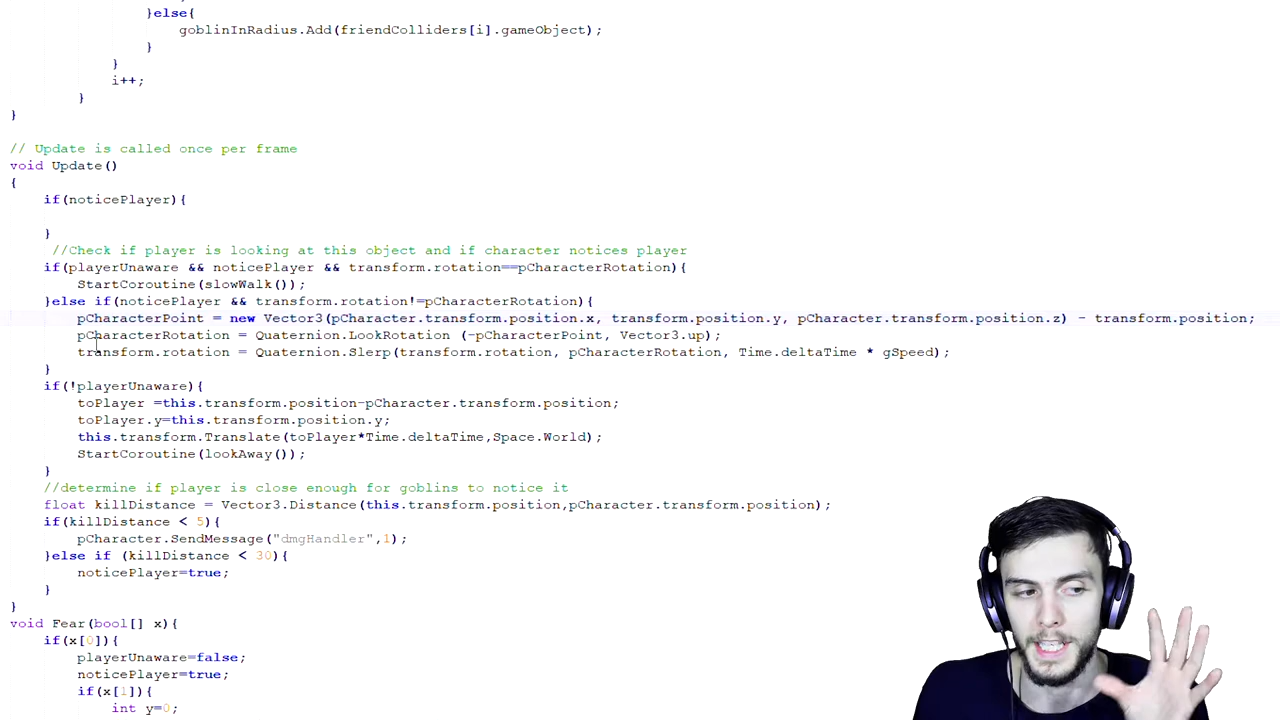 }else{
goblinInRadius.Add(friendColliders[i].gameObject);
}
}
i++;
}
}
// Update is called once per frame
void Update()
{
if(noticePlayer){
}
//Check if player is looking at this object and if character notices player
if(playerUnaware && noticePlayer && transform.rotation==pCharacterRotation){
StartCoroutine(slowWalk());
}else if(noticePlayer && transform.rotation!=pCharacterRotation){
pCharacterPoint = new Vector3(pCharacter.transform.position.x, transform.position.y, pCharacter.transform.position.z) - transform.position;
pCharacterRotation = Quaternion.LookRotation (-pCharacterPoint, Vector3.up);
transform.rotation = Quaternion.Slerp(transform.rotation, pCharacterRotation, Time.deltaTime * gSpeed);
}
if(!playerUnaware){
toPlayer =this.transform.position-pCharacter.transform.position;
toPlayer.y=this.transform.position.y;
this.transform.Translate(toPlayer*Time.deltaTime,Space.World);
StartCoroutine(lookAway());
}
//determine if player is close enough for goblins to notice it
float killDistance = Vector3.Distance(this.transform.position,pCharacter.transform.position);
if(killDistance < 5){
pCharacter.SendMessage("dmgHandler",1);
}else if (killDistance < 30){
noticePlayer=true;
}
}
void Fear(bool[] x){
if(x[0]){
playerUnaware=false;
noticePlayer=true;
if(x[1]){
int y=0;